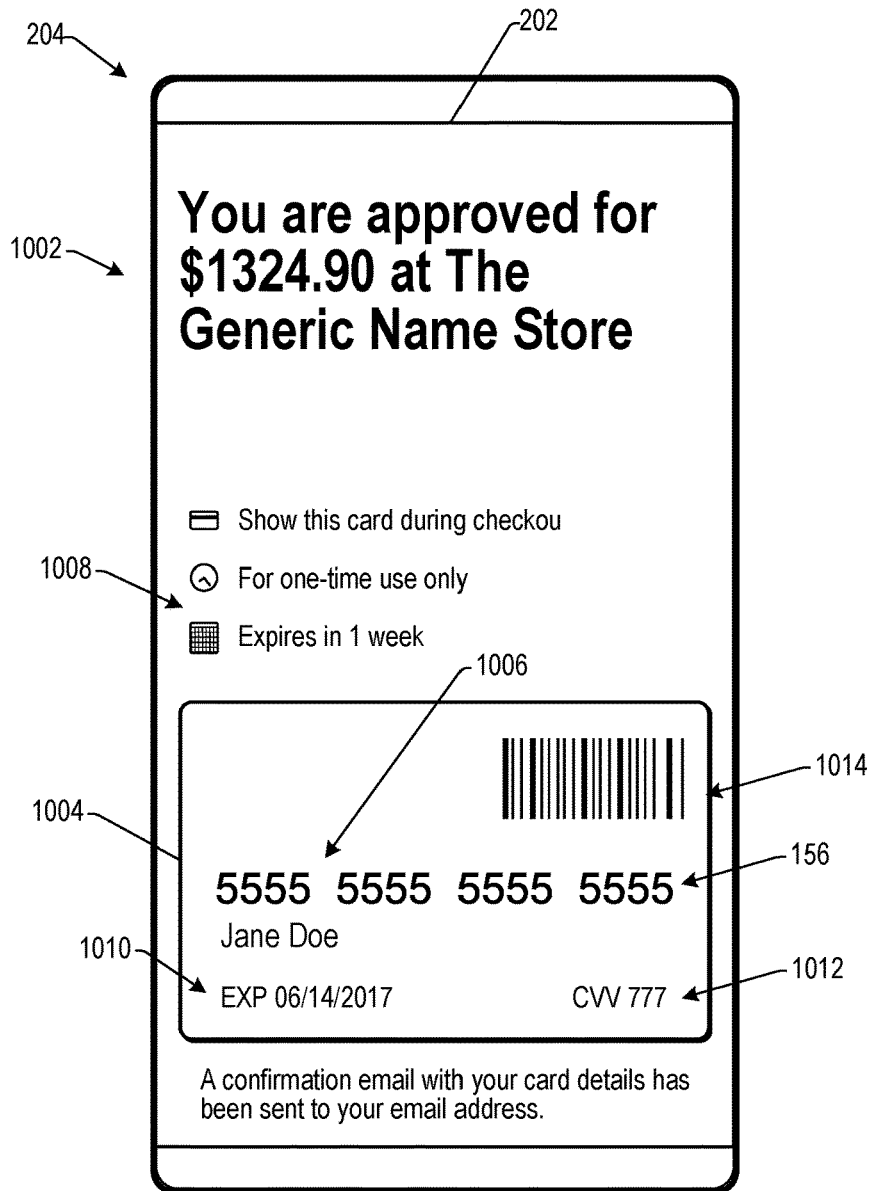 204
202
1002
You are approved for
$1324.90 at The
Generic Name Store
Show this card during checkou
1008
For one-time use only
Expires in 1 week
1006
1014
1004
156
5555 5555 5555 5555
Jane Doe
1010
1012
EXP 06/14/2017 CVV 777
A confirmation email with your card details has
been sent to your email address.